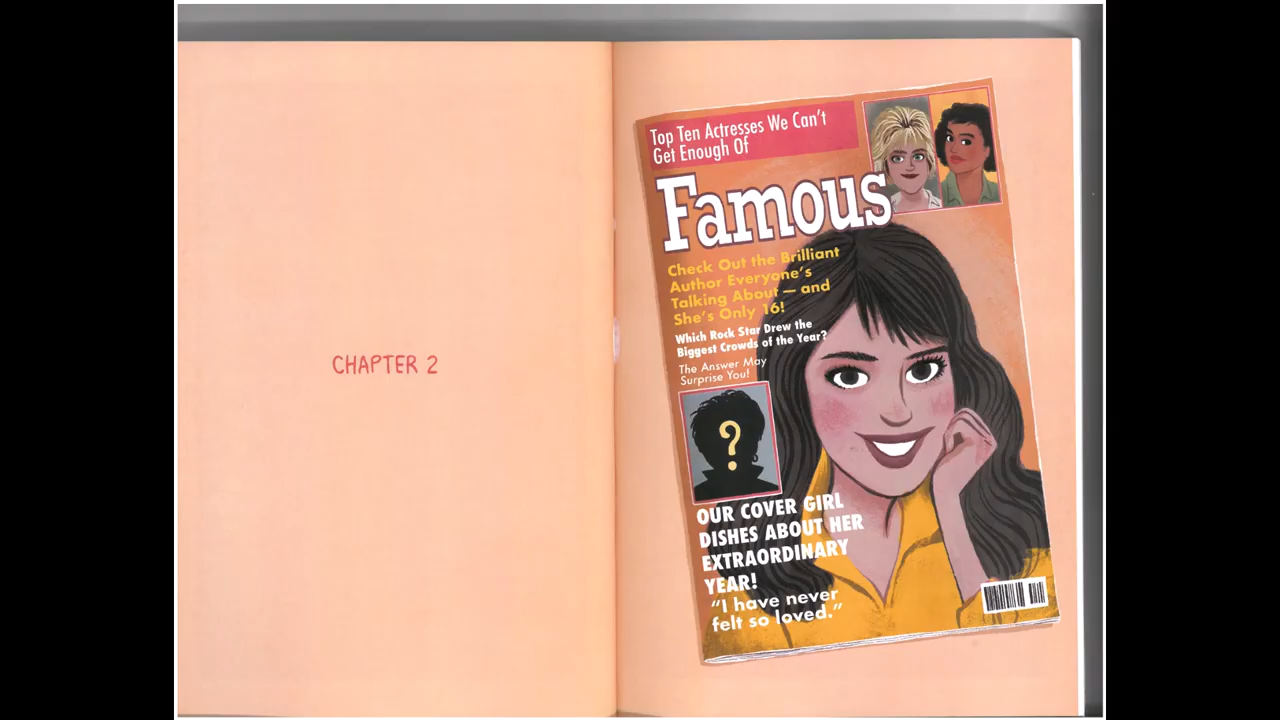 CHAPTER 2
Top Ten Actresses We Can't
Get Enough Of
Famous
Check Out the Brilliant
Author Everyone's
Talking About — and
She's Only 16!
Which Rock Star Drew the
Biggest Crowds of the Year?
The Answer May
Surprise You!
?
OUR COVER GIRL
DISHES ABOUT HER
EXTRAORDINARY
YEAR!
“I have never
felt so loved.”